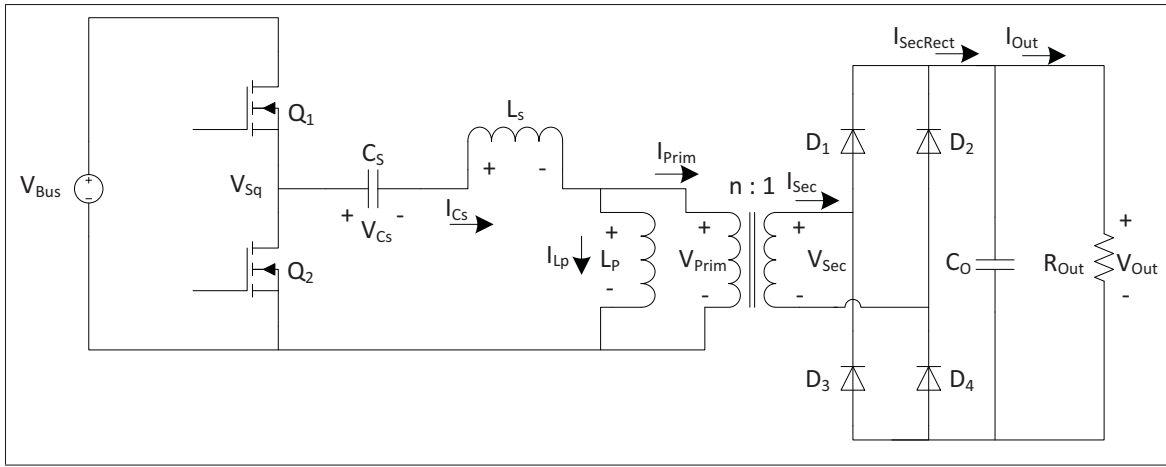 I_SecRect
I_Out
Q₁
L_s
D₁
D₂
C_S
I_Prim
V_Bus
V_Sq
n : 1
I_Sec
+
-
+
-
I_Cs
+ V_Cs -
I_Lp
+
L_P
-
+
V_Prim
-
+
V_Sec
-
C_O
R_Out
+
V_Out
-
Q₂
D₃
D₄